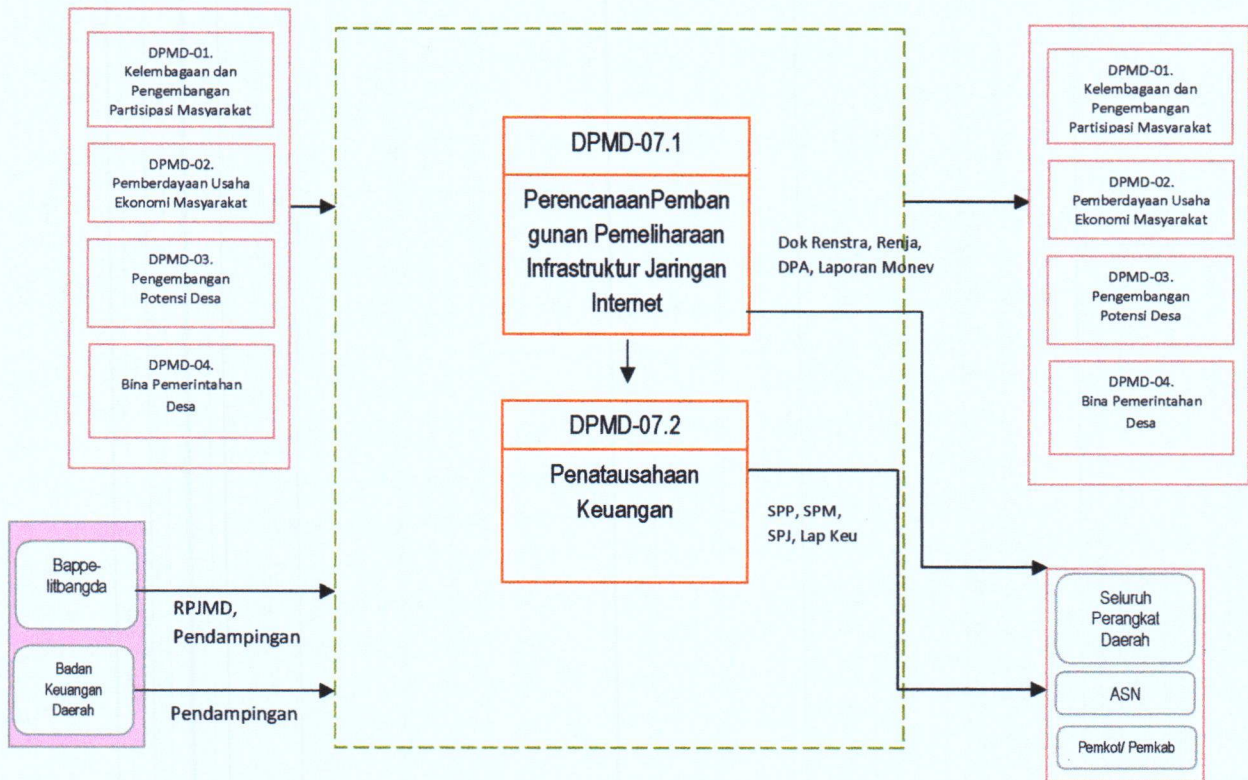 DPMD-01.
Kelembagaan dan
Pengembangan
Partisipasi Masyarakat
DPMD-02.
Pemberdayaan Usaha
Ekonomi Masyarakat
DPMD-03.
Pengembangan
Potensi Desa
DPMD-04.
Bina Pemerintahan
Desa
Bappe-
litbangda
Badan
Keuangan
Daerah
RPJMD,
Pendampingan
Pendampingan
DPMD-07.1
PerencanaanPemban
gunan Pemeliharaan
Infrastruktur Jaringan
Internet
DPMD-07.2
Penatausahaan
Keuangan
Dok Renstra, Renja,
DPA, Laporan Monev
SPP, SPM,
SPJ, Lap Keu
DPMD-01.
Kelembagaan dan
Pengembangan
Partisipasi Masyarakat
DPMD-02.
Pemberdayaan Usaha
Ekonomi Masyarakat
DPMD-03.
Pengembangan
Potensi Desa
DPMD-04.
Bina Pemerintahan
Desa
Seluruh
Perangkat
Daerah
ASN
Pemkot/ Pemkab